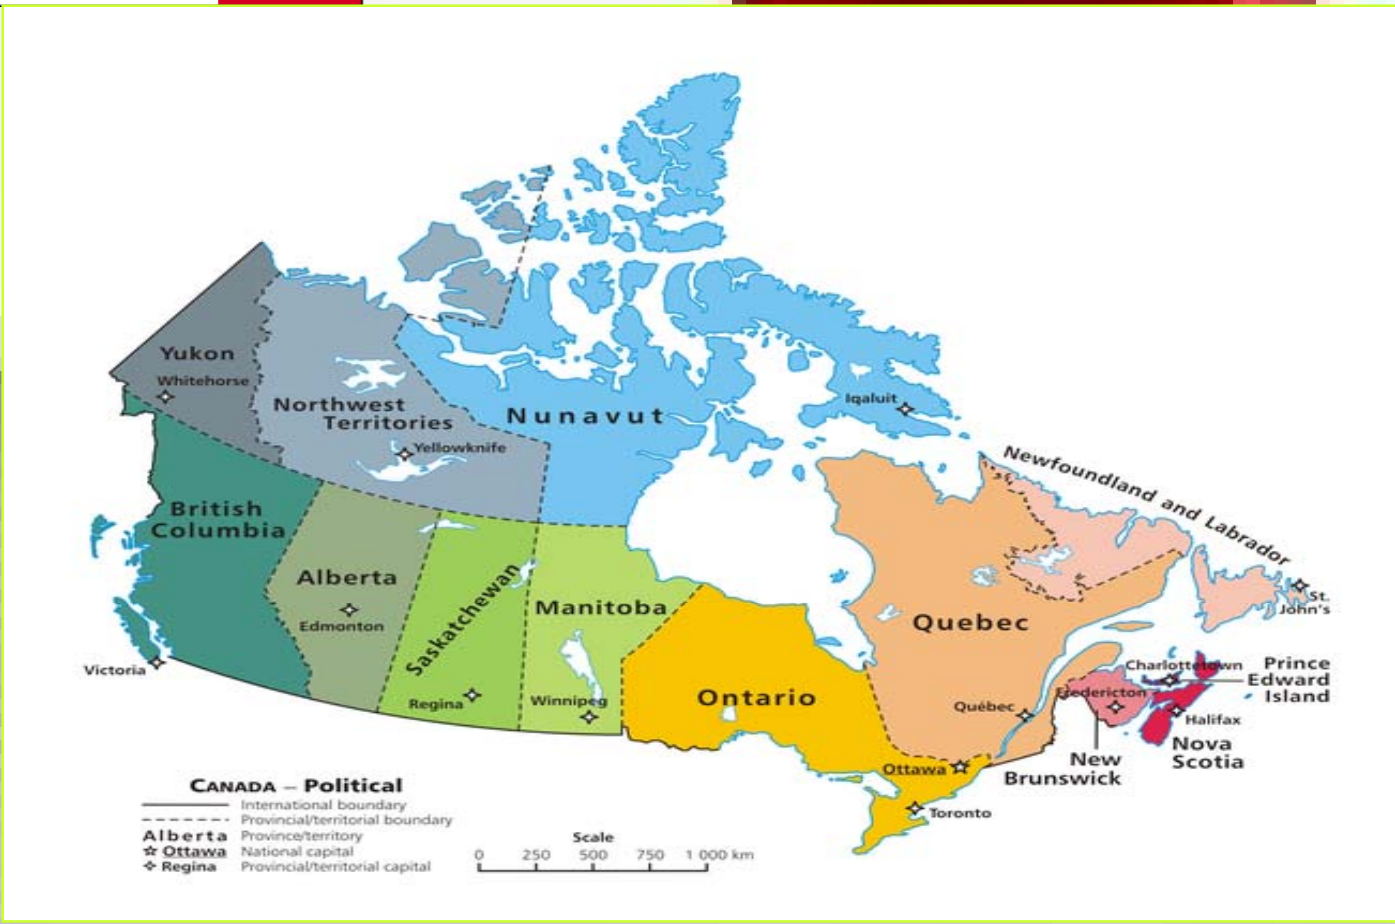 Yukon
Whitehorse
Northwest
Territories
Yellowknife
Nunavut
Iqaluit
British
Columbia
Victoria
Alberta
Edmonton
Saskatchewan
Regina
Manitoba
Winnipeg
Ontario
Ottawa
Toronto
Quebec
Québec
Newfoundland and Labrador
St.
John's
Charlottetown
Prince
Edward
Island
Fredericton
Halifax
Nova
Scotia
New
Brunswick
CANADA – Political
International boundary
Provincial/territorial boundary
Alberta Province/territory
Ottawa National capital
Regina Provincial/territorial capital
Scale
0 250 500 750 1 000 km